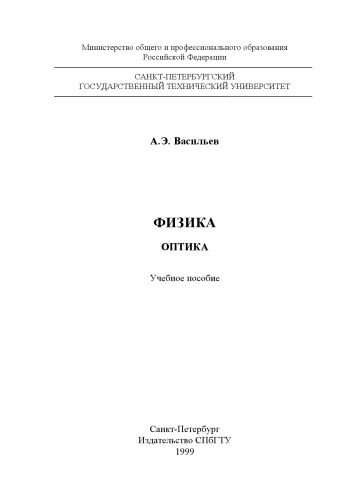 Министерство общего и профессионального образования
Российской Федерации
САНКТ-ПЕТЕРБУРГСКИЙ
ГОСУДАРСТВЕННЫЙ ТЕХНИЧЕСКИЙ УНИВЕРСИТЕТ
А.Э. Васильев
ФИЗИКА
ОПТИКА
Учебное пособие
Санкт-Петербург
Издательство СПбГТУ
1999